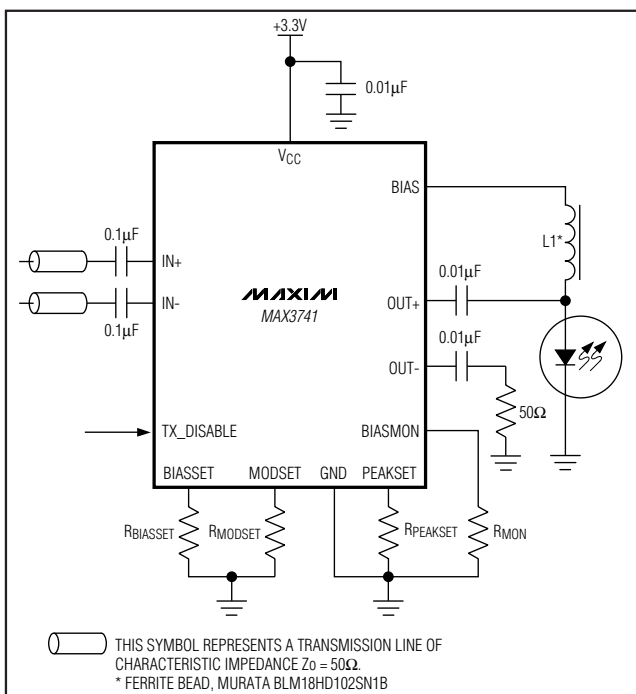 +3.3V
0.01µF
VCC
BIAS
0.1µF
L1*
IN+
0.01µF
IN-
MAXIM
OUT+
MAX3741
0.1µF
0.01µF
OUT-
50Ω
TX_DISABLE
BIASMON
BIASSET MODSET GND PEAKSET
RBIASSET RMODSET RPEAKSET RMON
THIS SYMBOL REPRESENTS A TRANSMISSION LINE OF
CHARACTERISTIC IMPEDANCE Zo = 50Ω.
* FERRITE BEAD, MURATA BLM18HD102SN1B